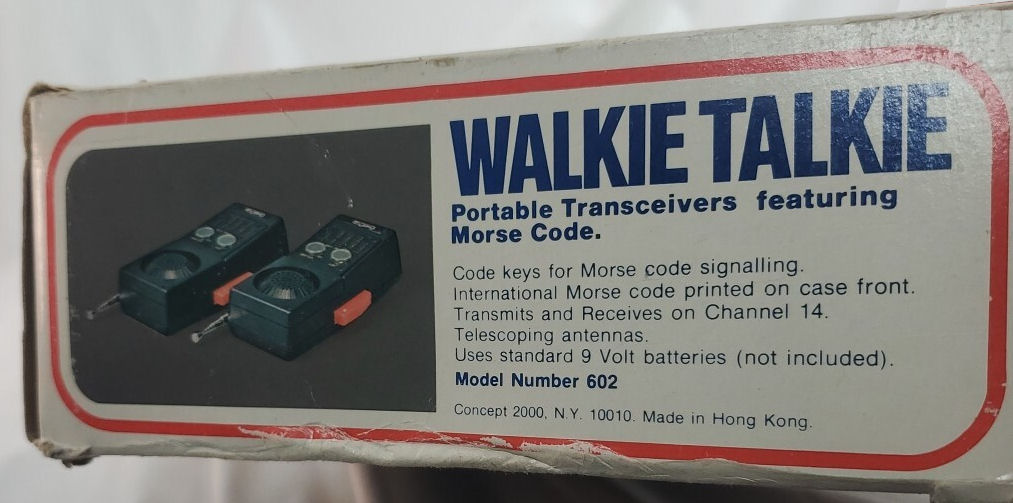 WALKIE TALKIE
Portable Transceivers featuring
Morse Code.
Code keys for Morse code signalling.
International Morse code printed on case front.
Transmits and Receives on Channel 14.
Telescoping antennas.
Uses standard 9 Volt batteries (not included).
Model Number 602
Concept 2000, N.Y. 10010. Made in Hong Kong.